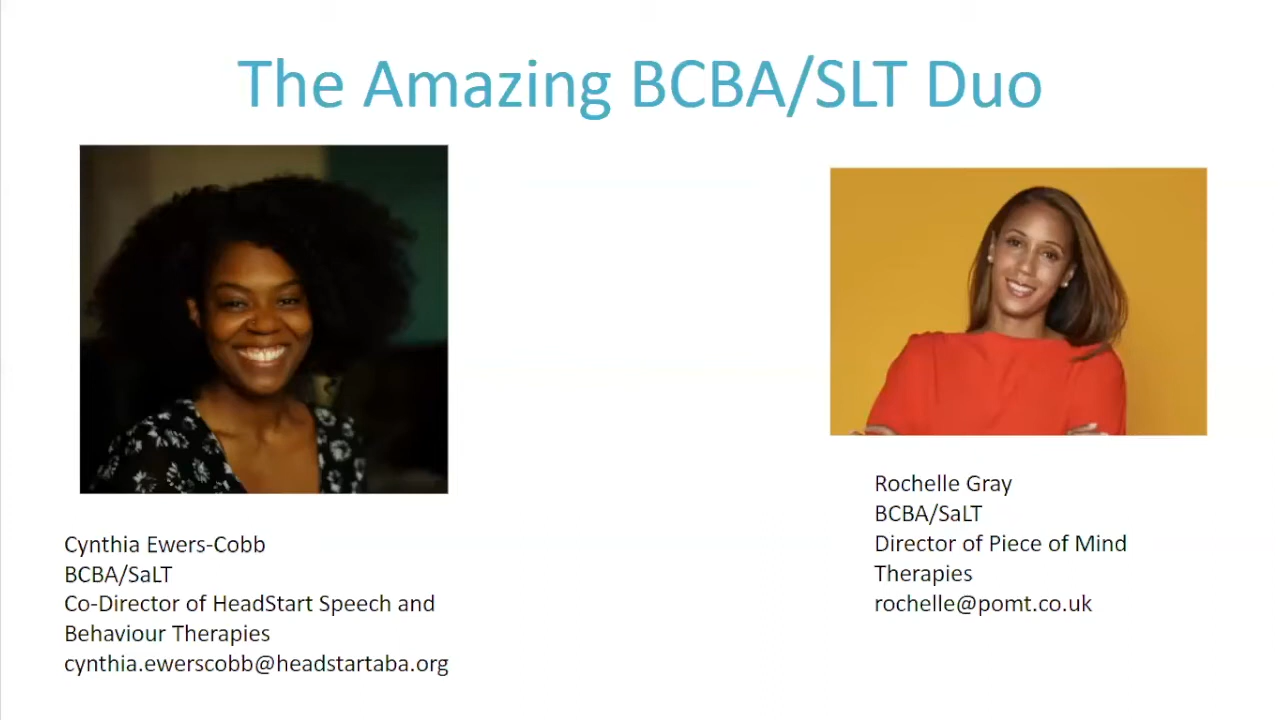 The Amazing BCBA/SLT Duo
Cynthia Ewers-Cobb
BCBA/SaLT
Co-Director of HeadStart Speech and
Behaviour Therapies
cynthia.ewerscobb@headstartaba.org
Rochelle Gray
BCBA/SaLT
Director of Piece of Mind
Therapies
rochelle@pomt.co.uk